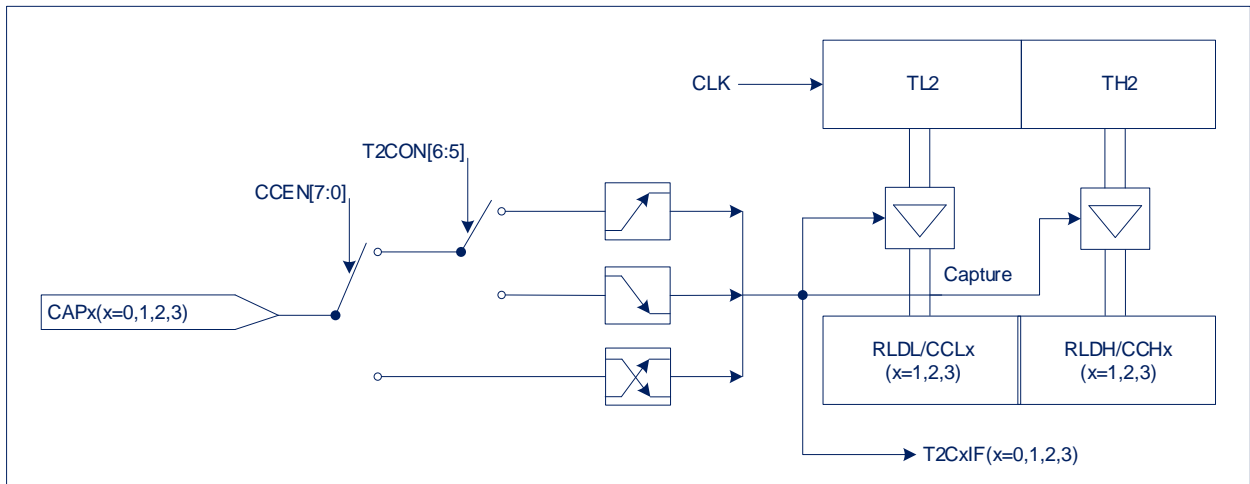 CLK
TL2
TH2
T2CON[6:5]
CCEN[7:0]
Capture
CAPx(x=0,1,2,3)
RLDL/CCLx
(x=1,2,3)
RLDH/CCHx
(x=1,2,3)
T2CxIF(x=0,1,2,3)